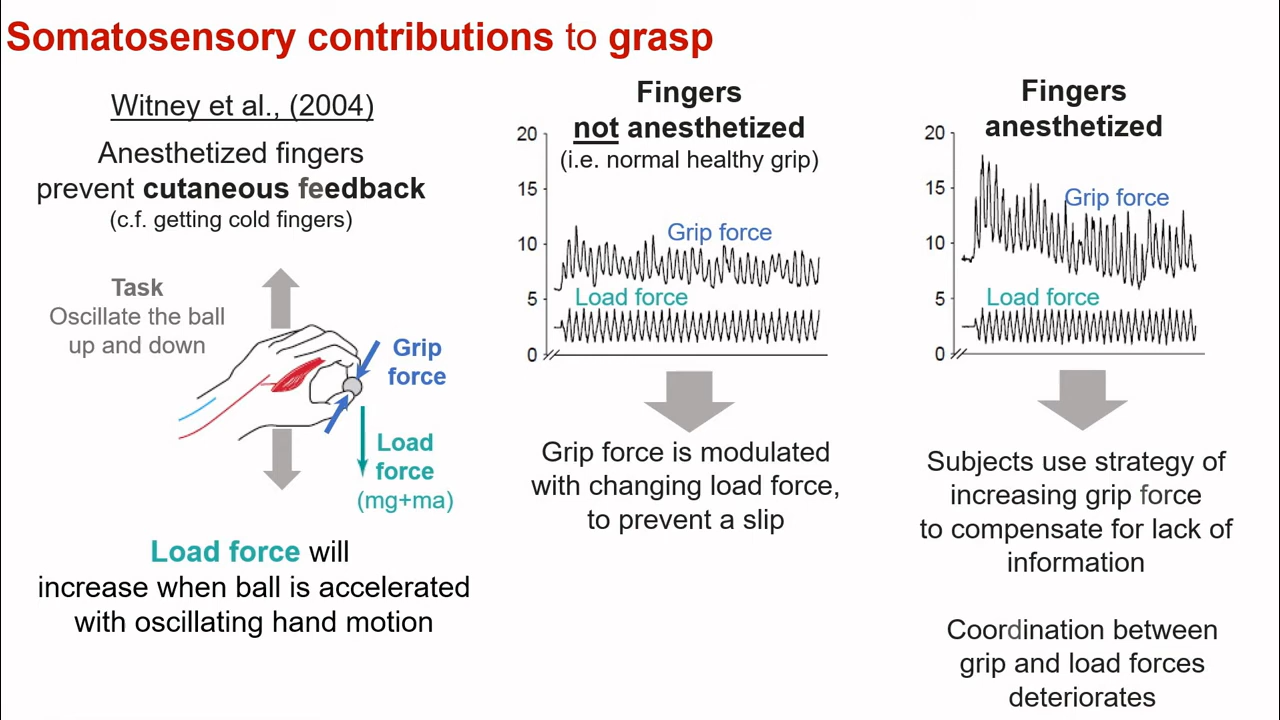 Somatosensory contributions to grasp
Witney et al., (2004)
Anesthetized fingers
prevent cutaneous feedback
(c.f. getting cold fingers)
Task
Oscillate the ball
up and down
Grip
force
Load
force
(mg+ma)
Load force will
increase when ball is accelerated
with oscillating hand motion
Fingers
not anesthetized
(i.e. normal healthy grip)
20
15
10
5
0
Grip force
Load force
Grip force is modulated
with changing load force,
to prevent a slip
Fingers
anesthetized
20
15
10
5
0
Grip force
Load force
Subjects use strategy of
increasing grip force
to compensate for lack of
information
Coordination between
grip and load forces
deteriorates